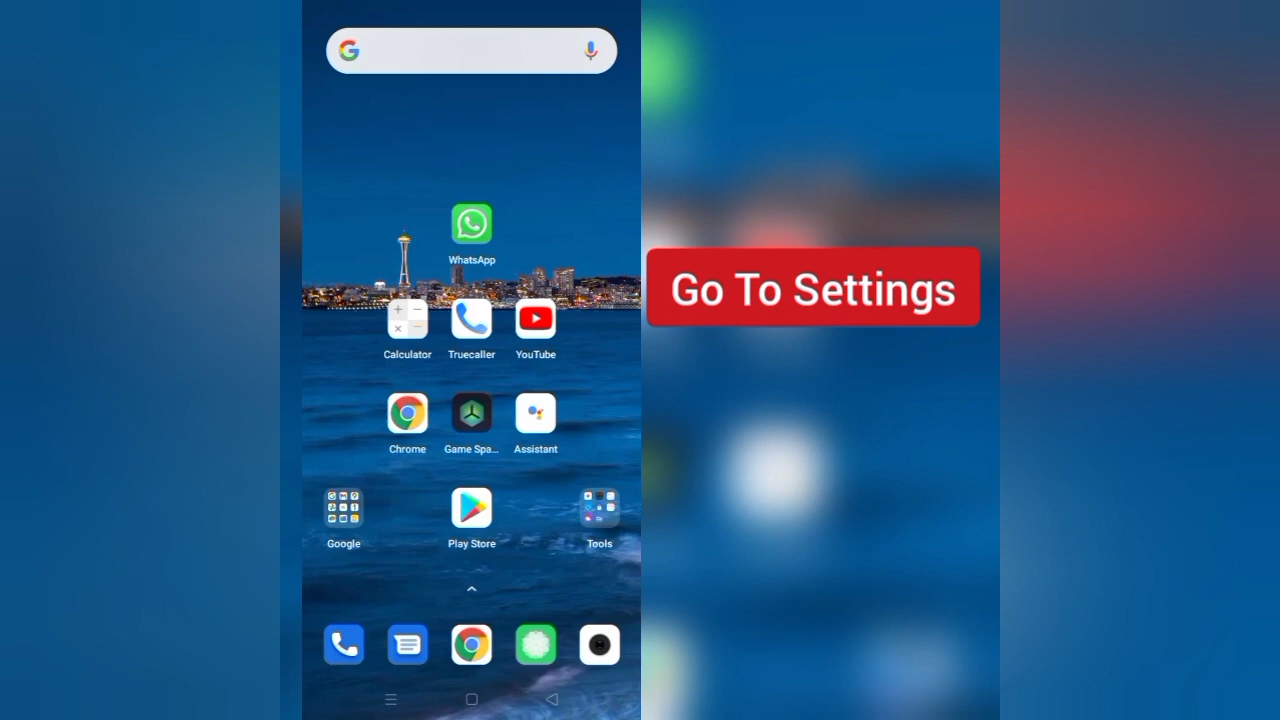 WhatsApp
Calculator
Truecaller
YouTube
Chrome
Game Spa...
Assistant
Google
Play Store
Tools
Go To Settings